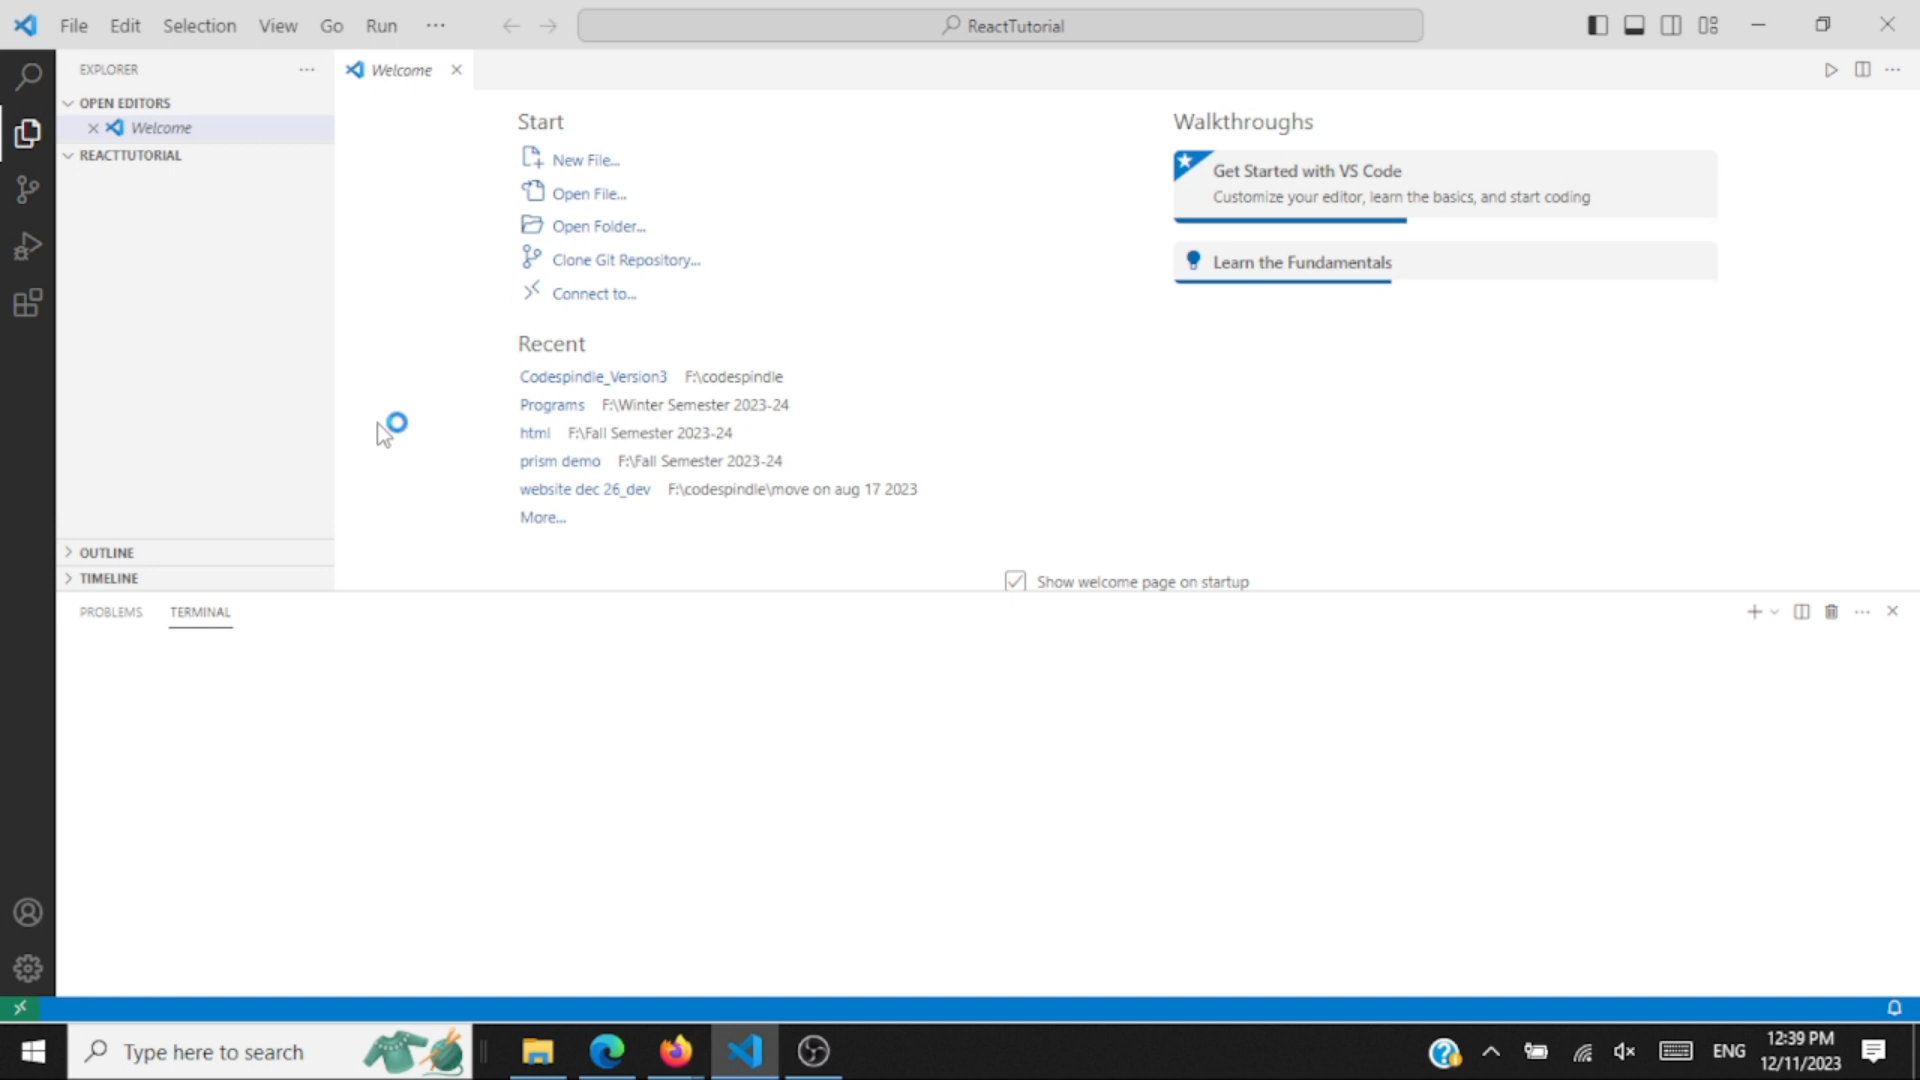 File Edit Selection View Go Run ··· ReactTutorial
EXPLORER ···
Welcome
OPEN EDITORS
Welcome
REACTTUTORIAL
OUTLINE
TIMELINE
Start
New File...
Open File...
Open Folder...
Clone Git Repository...
Connect to...
Recent
Codespindle_Version3 F:\codespindle
Programs F:\Winter Semester 2023-24
html F:\Fall Semester 2023-24
prism demo F:\Fall Semester 2023-24
website dec 26_dev F:\codespindle\move on aug 17 2023
More...
Walkthroughs
Get Started with VS Code
Customize your editor, learn the basics, and start coding
Learn the Fundamentals
Show welcome page on startup
PROBLEMS TERMINAL
Type here to search
ENG
12:39 PM
12/11/2023